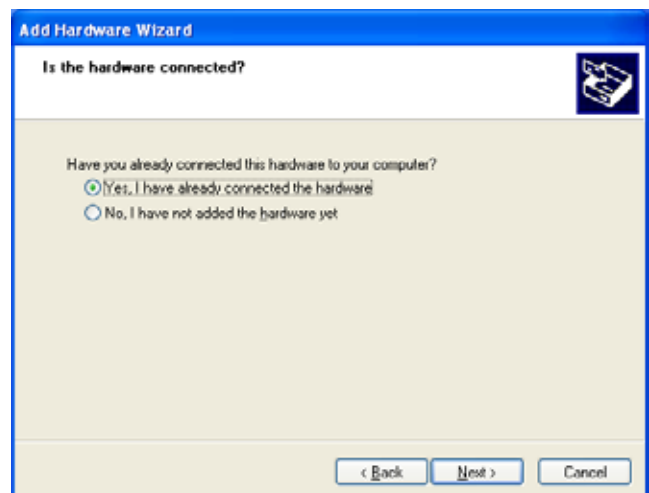 Add Hardware Wizard
Is the hardware connected?
Have you already connected this hardware to your computer?
Yes, I have already connected the hardware
No, I have not added the hardware yet
< Back
Next >
Cancel